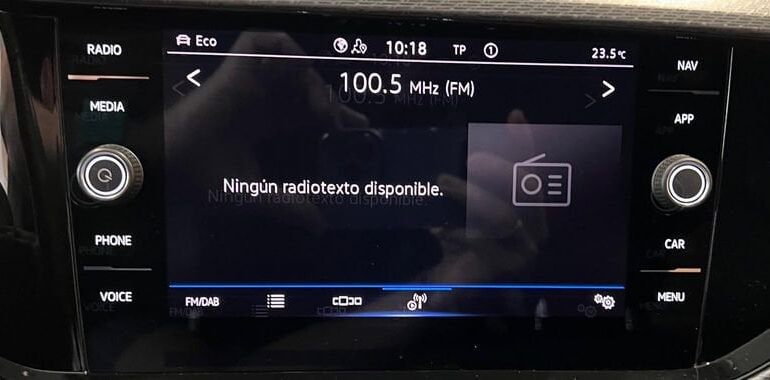 RADIO
MEDIA
PHONE
VOICE
Eco
10:18
TP
1
23.5°C
100.5 MHz (FM)
Ningún radiotexto disponible.
FM/DAB
NAV
APP
CAR
MENU